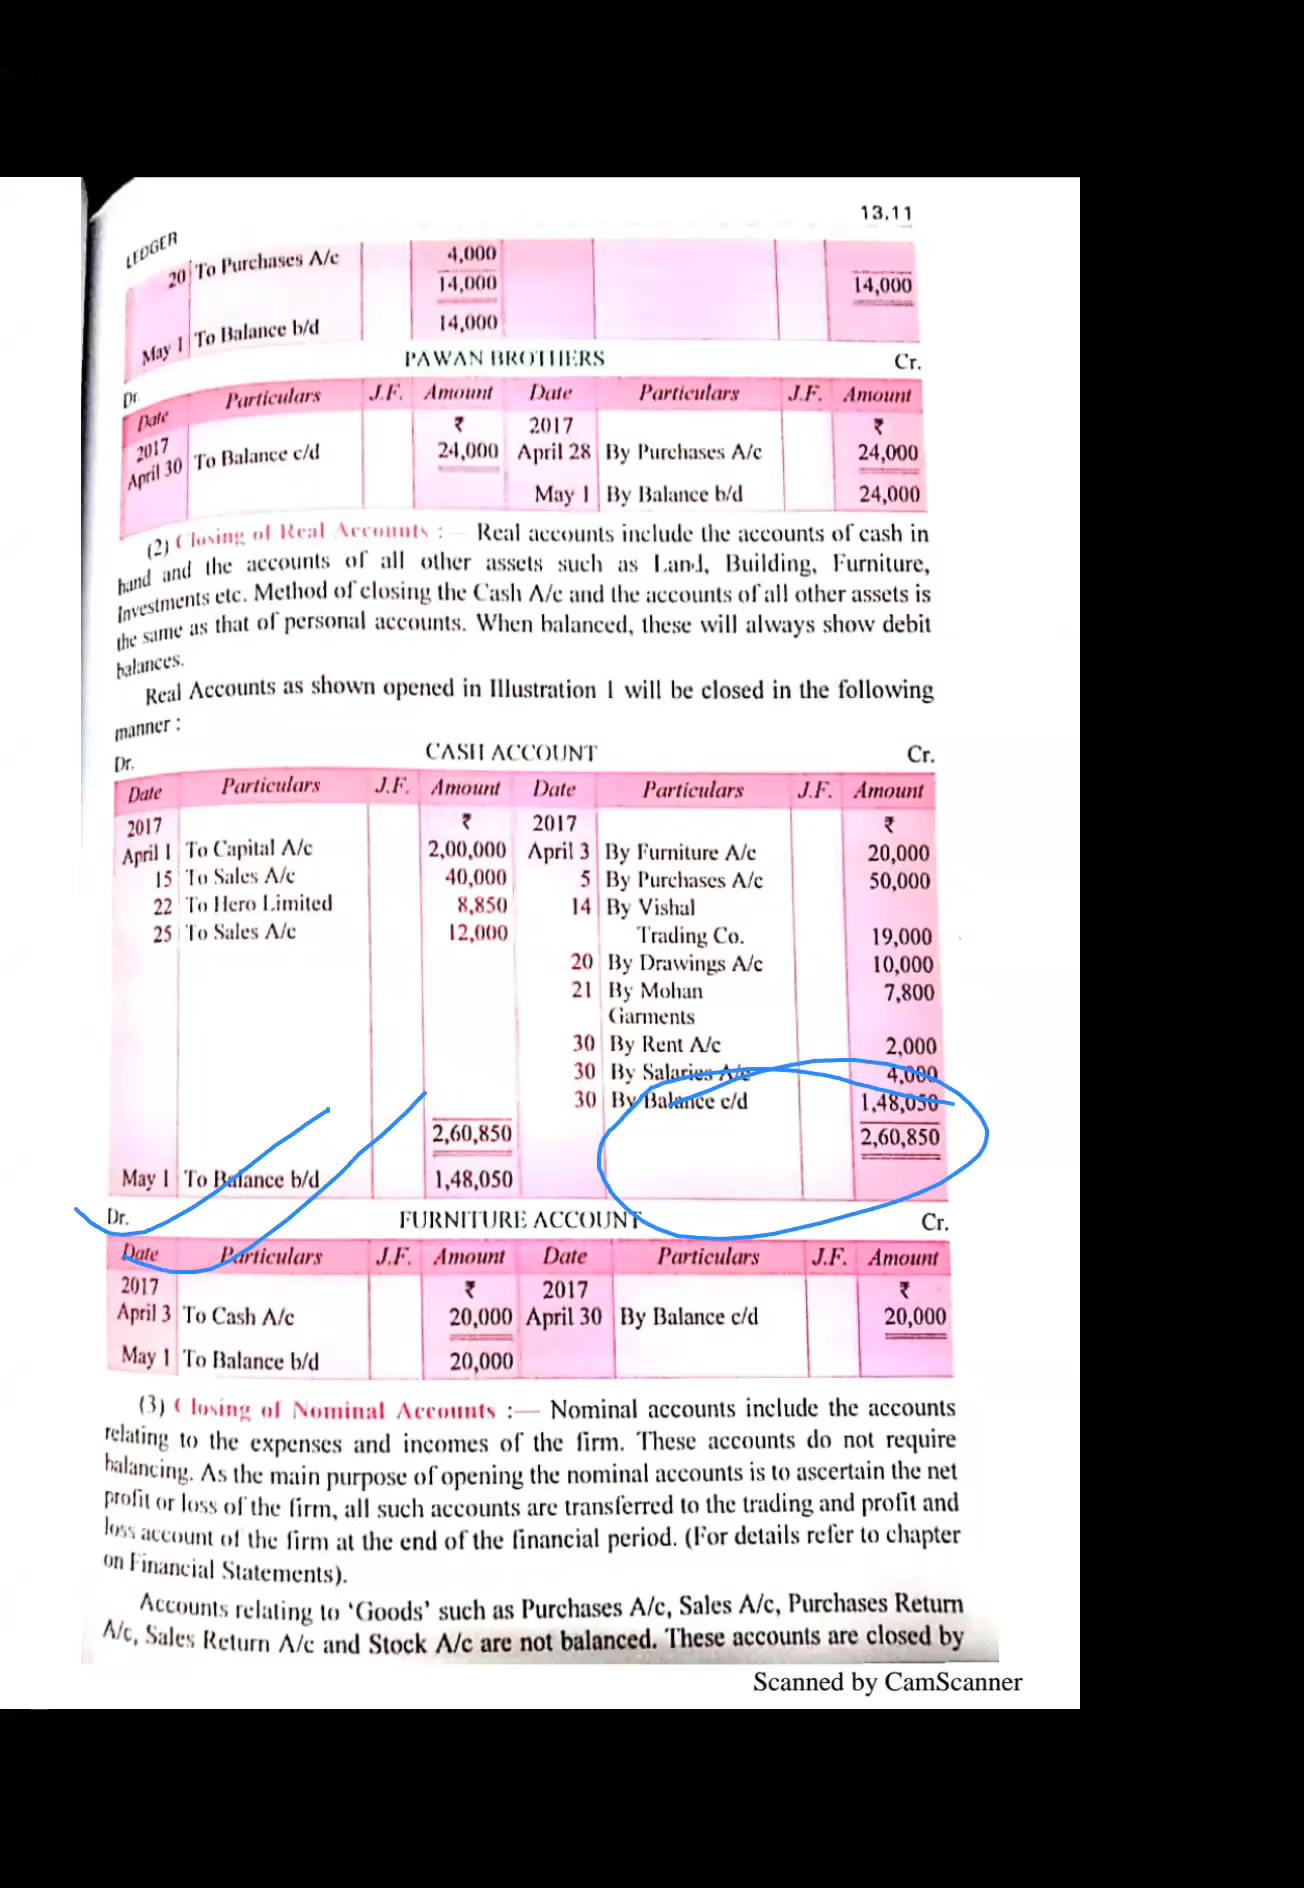 13.11
LEDGER
20 To Purchases A/c 4,000
14,000 14,000
May 1 To Balance b/d 14,000
PAWAN BROTHERS
Dr. Cr.
Date Particulars J.F. Amount Date Particulars J.F. Amount
2017 ₹ 2017 ₹
April 30 To Balance c/d 24,000 April 28 By Purchases A/c 24,000
May 1 By Balance b/d 24,000
(2) Closing of Real Accounts :— Real accounts include the accounts of cash in
hand and the accounts of all other assets such as Land, Building, Furniture,
Investments etc. Method of closing the Cash A/c and the accounts of all other assets is
the same as that of personal accounts. When balanced, these will always show debit
balances.
Real Accounts as shown opened in Illustration 1 will be closed in the following
manner :
Dr. CASH ACCOUNT Cr.
Date Particulars J.F. Amount Date Particulars J.F. Amount
2017 ₹ 2017 ₹
April 1 To Capital A/c 2,00,000 April 3 By Furniture A/c 20,000
15 To Sales A/c 40,000 5 By Purchases A/c 50,000
22 To Hero Limited 8,850 14 By Vishal
25 To Sales A/c 12,000 Trading Co. 19,000
20 By Drawings A/c 10,000
21 By Mohan 7,800
Garments
30 By Rent A/c 2,000
30 By Salaries A/c 4,000
30 By Balance c/d 1,48,050
2,60,850 2,60,850
May 1 To Balance b/d 1,48,050
Dr. FURNITURE ACCOUNT Cr.
Date Particulars J.F. Amount Date Particulars J.F. Amount
2017 ₹ 2017 ₹
April 3 To Cash A/c 20,000 April 30 By Balance c/d 20,000
May 1 To Balance b/d 20,000
(3) Closing of Nominal Accounts :— Nominal accounts include the accounts
relating to the expenses and incomes of the firm. These accounts do not require
balancing. As the main purpose of opening the nominal accounts is to ascertain the net
profit or loss of the firm, all such accounts are transferred to the trading and profit and
loss account of the firm at the end of the financial period. (For details refer to chapter
on Financial Statements).
Accounts relating to ‘Goods’ such as Purchases A/c, Sales A/c, Purchases Return
A/c, Sales Return A/c and Stock A/c are not balanced. These accounts are closed by
Scanned by CamScanner